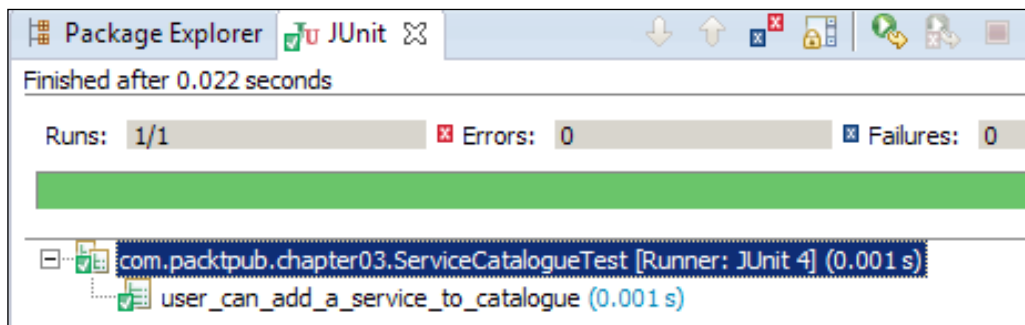 Package Explorer JUnit
Finished after 0.022 seconds
Runs: 1/1 Errors: 0 Failures: 0
com.packtpub.chapter03.ServiceCatalogueTest [Runner: JUnit 4] (0.001 s)
user_can_add_a_service_to_catalogue (0.001 s)